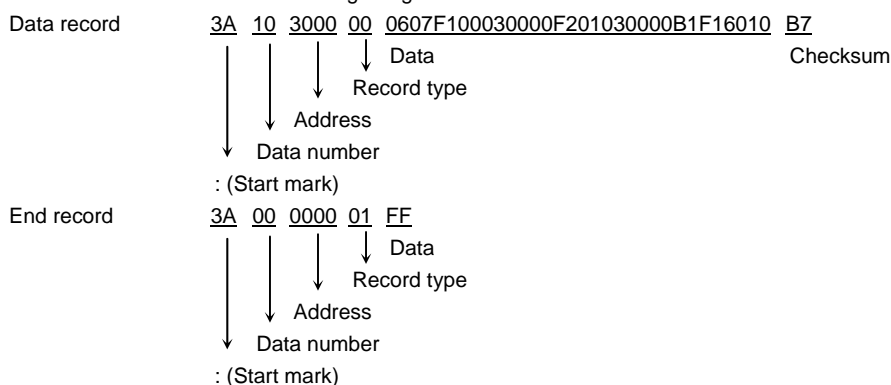 Data record 3A 10 3000 00 0607F100030000F201030000B1F16010 B7
Data Checksum
Record type
Address
Data number
: (Start mark)
End record 3A 00 0000 01 FF
Data
Record type
Address
Data number
: (Start mark)